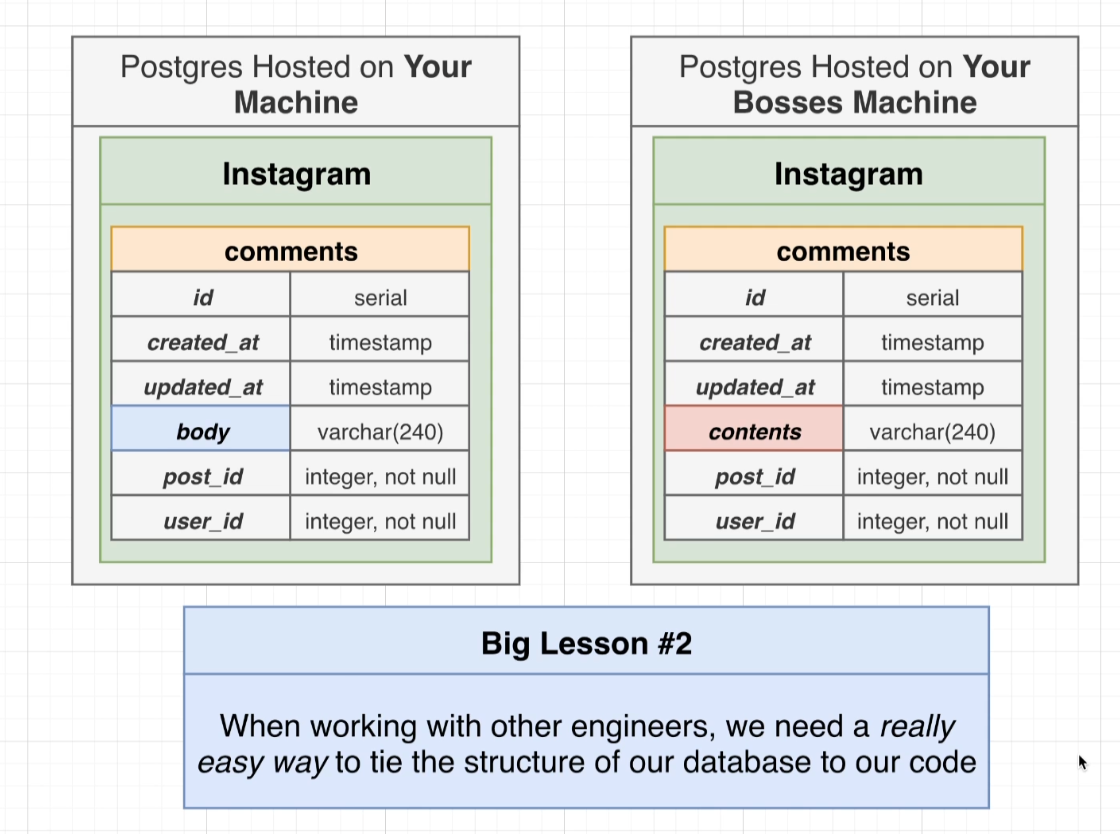 Postgres Hosted on Your
Machine
Instagram
comments
id serial
created_at timestamp
updated_at timestamp
body varchar(240)
post_id integer, not null
user_id integer, not null
Postgres Hosted on Your
Bosses Machine
Instagram
comments
id serial
created_at timestamp
updated_at timestamp
contents varchar(240)
post_id integer, not null
user_id integer, not null
Big Lesson #2
When working with other engineers, we need a really
easy way to tie the structure of our database to our code